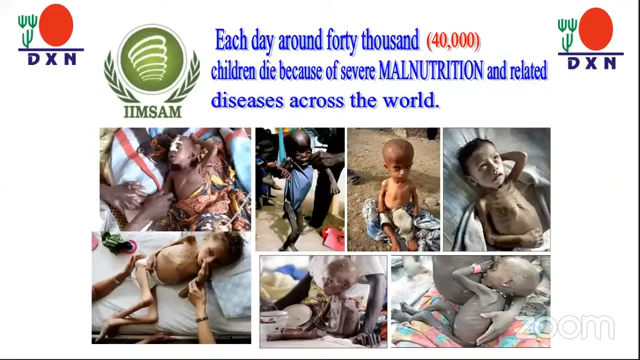 DXN
DXN
IIMSAM
Each day around forty thousand (40,000)
children die because of severe MALNUTRITION and related
diseases across the world.
zoom